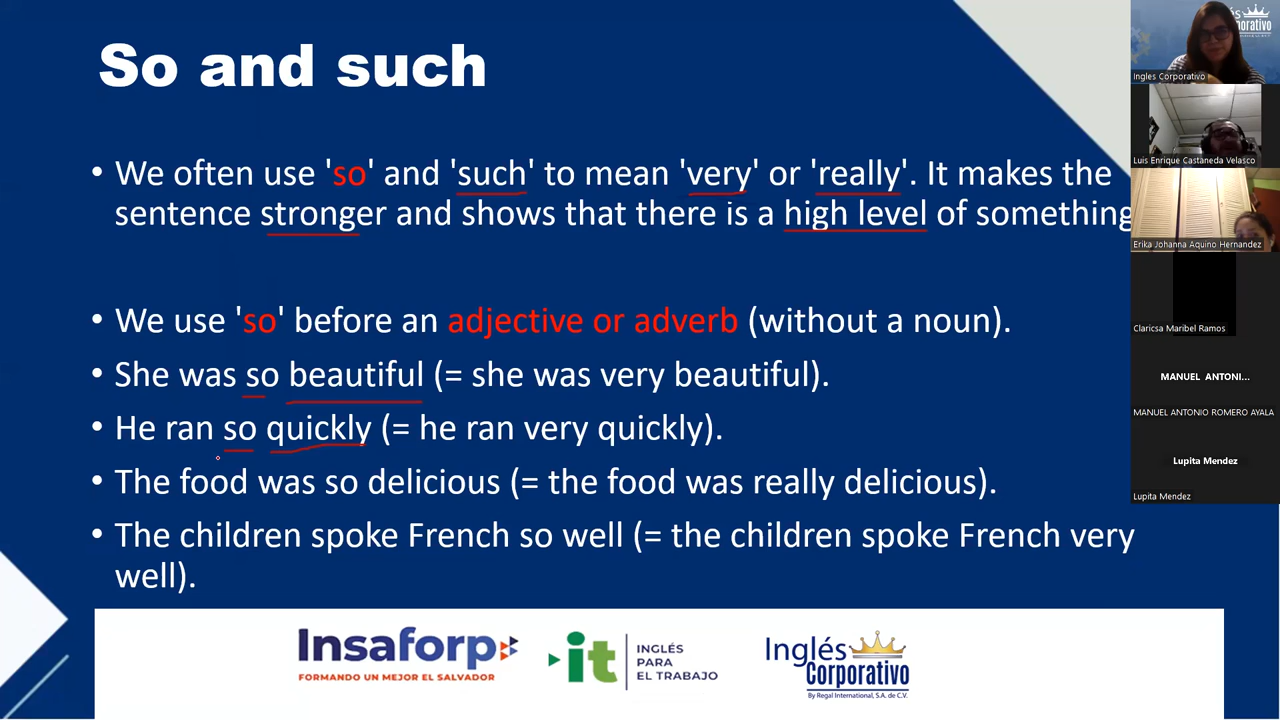 So and such
• We often use 'so' and 'such' to mean 'very' or 'really'. It makes the
sentence stronger and shows that there is a high level of something
• We use 'so' before an adjective or adverb (without a noun).
• She was so beautiful (= she was very beautiful).
• He ran so quickly (= he ran very quickly).
• The food was so delicious (= the food was really delicious).
• The children spoke French so well (= the children spoke French very
well).
Insaforp
FORMANDO UN MEJOR EL SALVADOR
it
INGLÉS
PARA
EL TRABAJO
Inglés
Corporativo
By Regal International, S.A. de C.V.
és
orporativo
Ingles Corporativo
Luis Enrique Castaneda Velasco
Erika Johanna Aquino Hernandez
Claricsa Maribel Ramos
MANUEL ANTONI...
MANUEL ANTONIO ROMERO AYALA
Lupita Mendez
Lupita Mendez